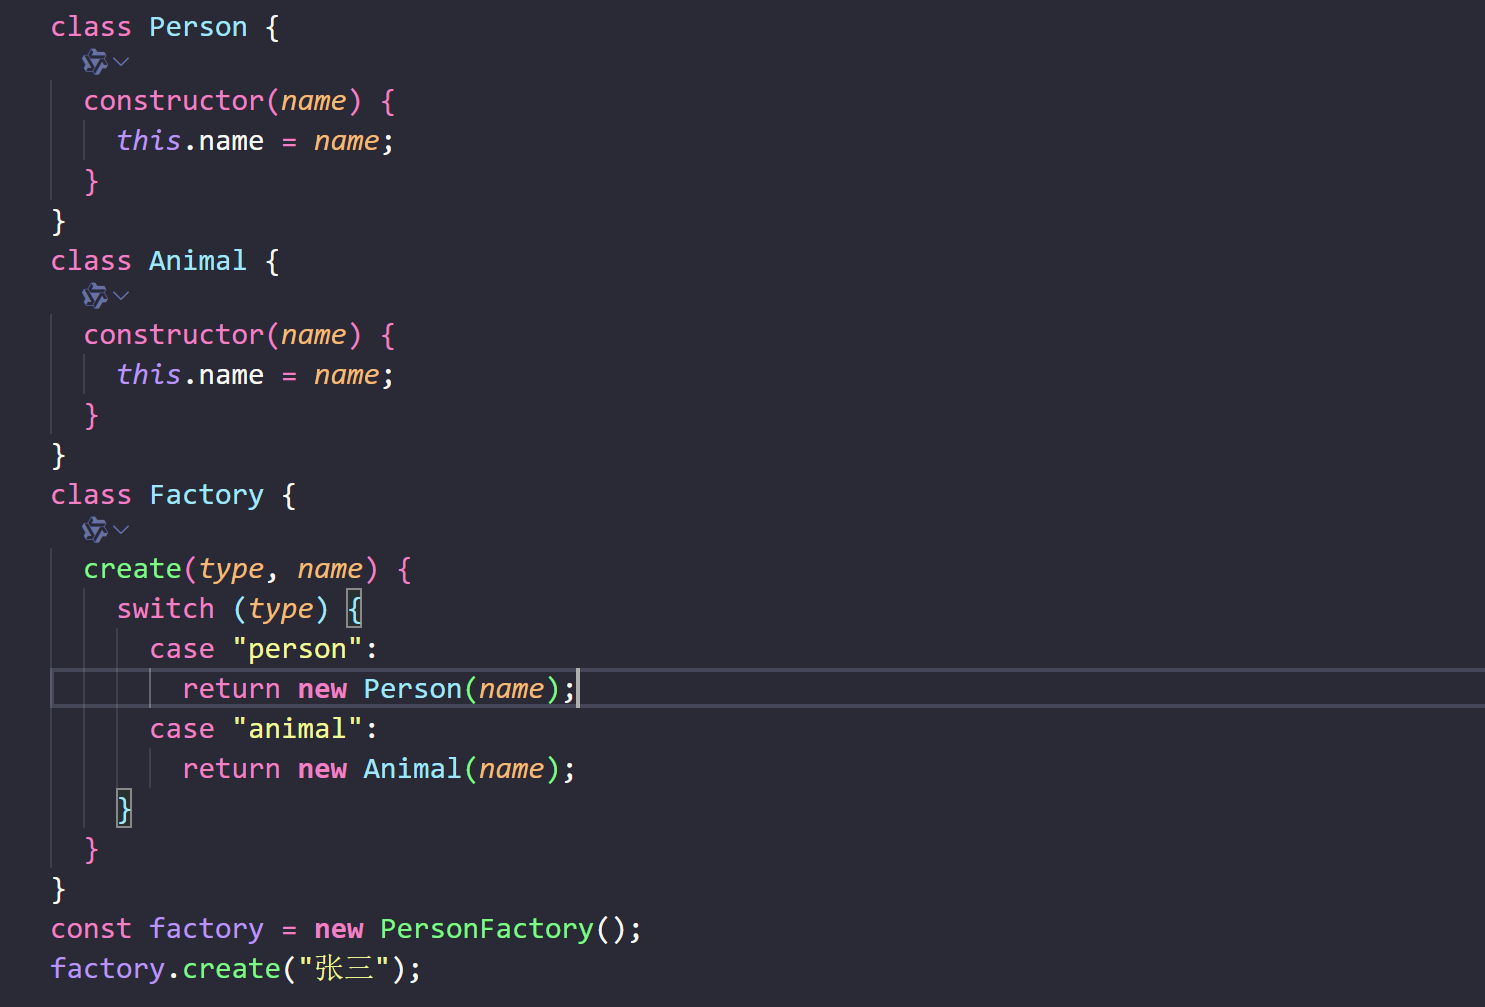 class Person {
constructor(name) {
this.name = name;
}
}
class Animal {
constructor(name) {
this.name = name;
}
}
class Factory {
create(type, name) {
switch (type) {
case "person":
return new Person(name);
case "animal":
return new Animal(name);
}
}
}
const factory = new PersonFactory();
factory.create("张三");